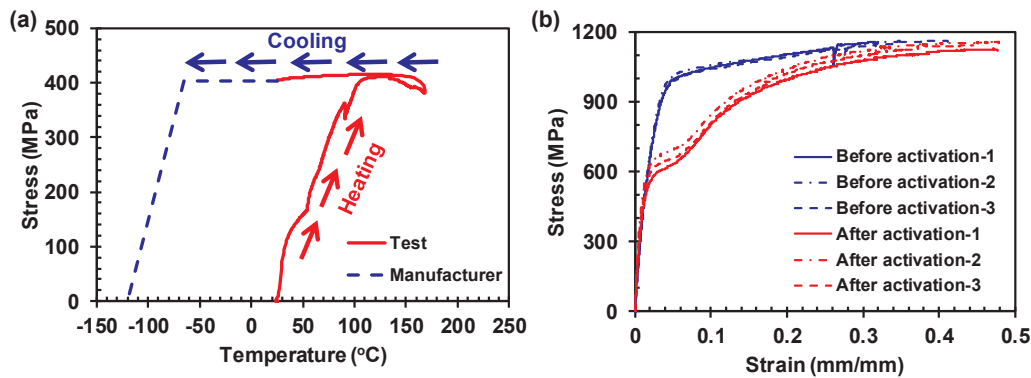 (a)
500
400
300
200
100
0
Stress (MPa)
Cooling
Heating
Test
Manufacturer
-150 -100 -50 0 50 100 150 200 250
Temperature (oC)
(b)
1200
900
600
300
0
Stress (MPa)
Before activation-1
Before activation-2
Before activation-3
After activation-1
After activation-2
After activation-3
0 0.1 0.2 0.3 0.4 0.5
Strain (mm/mm)